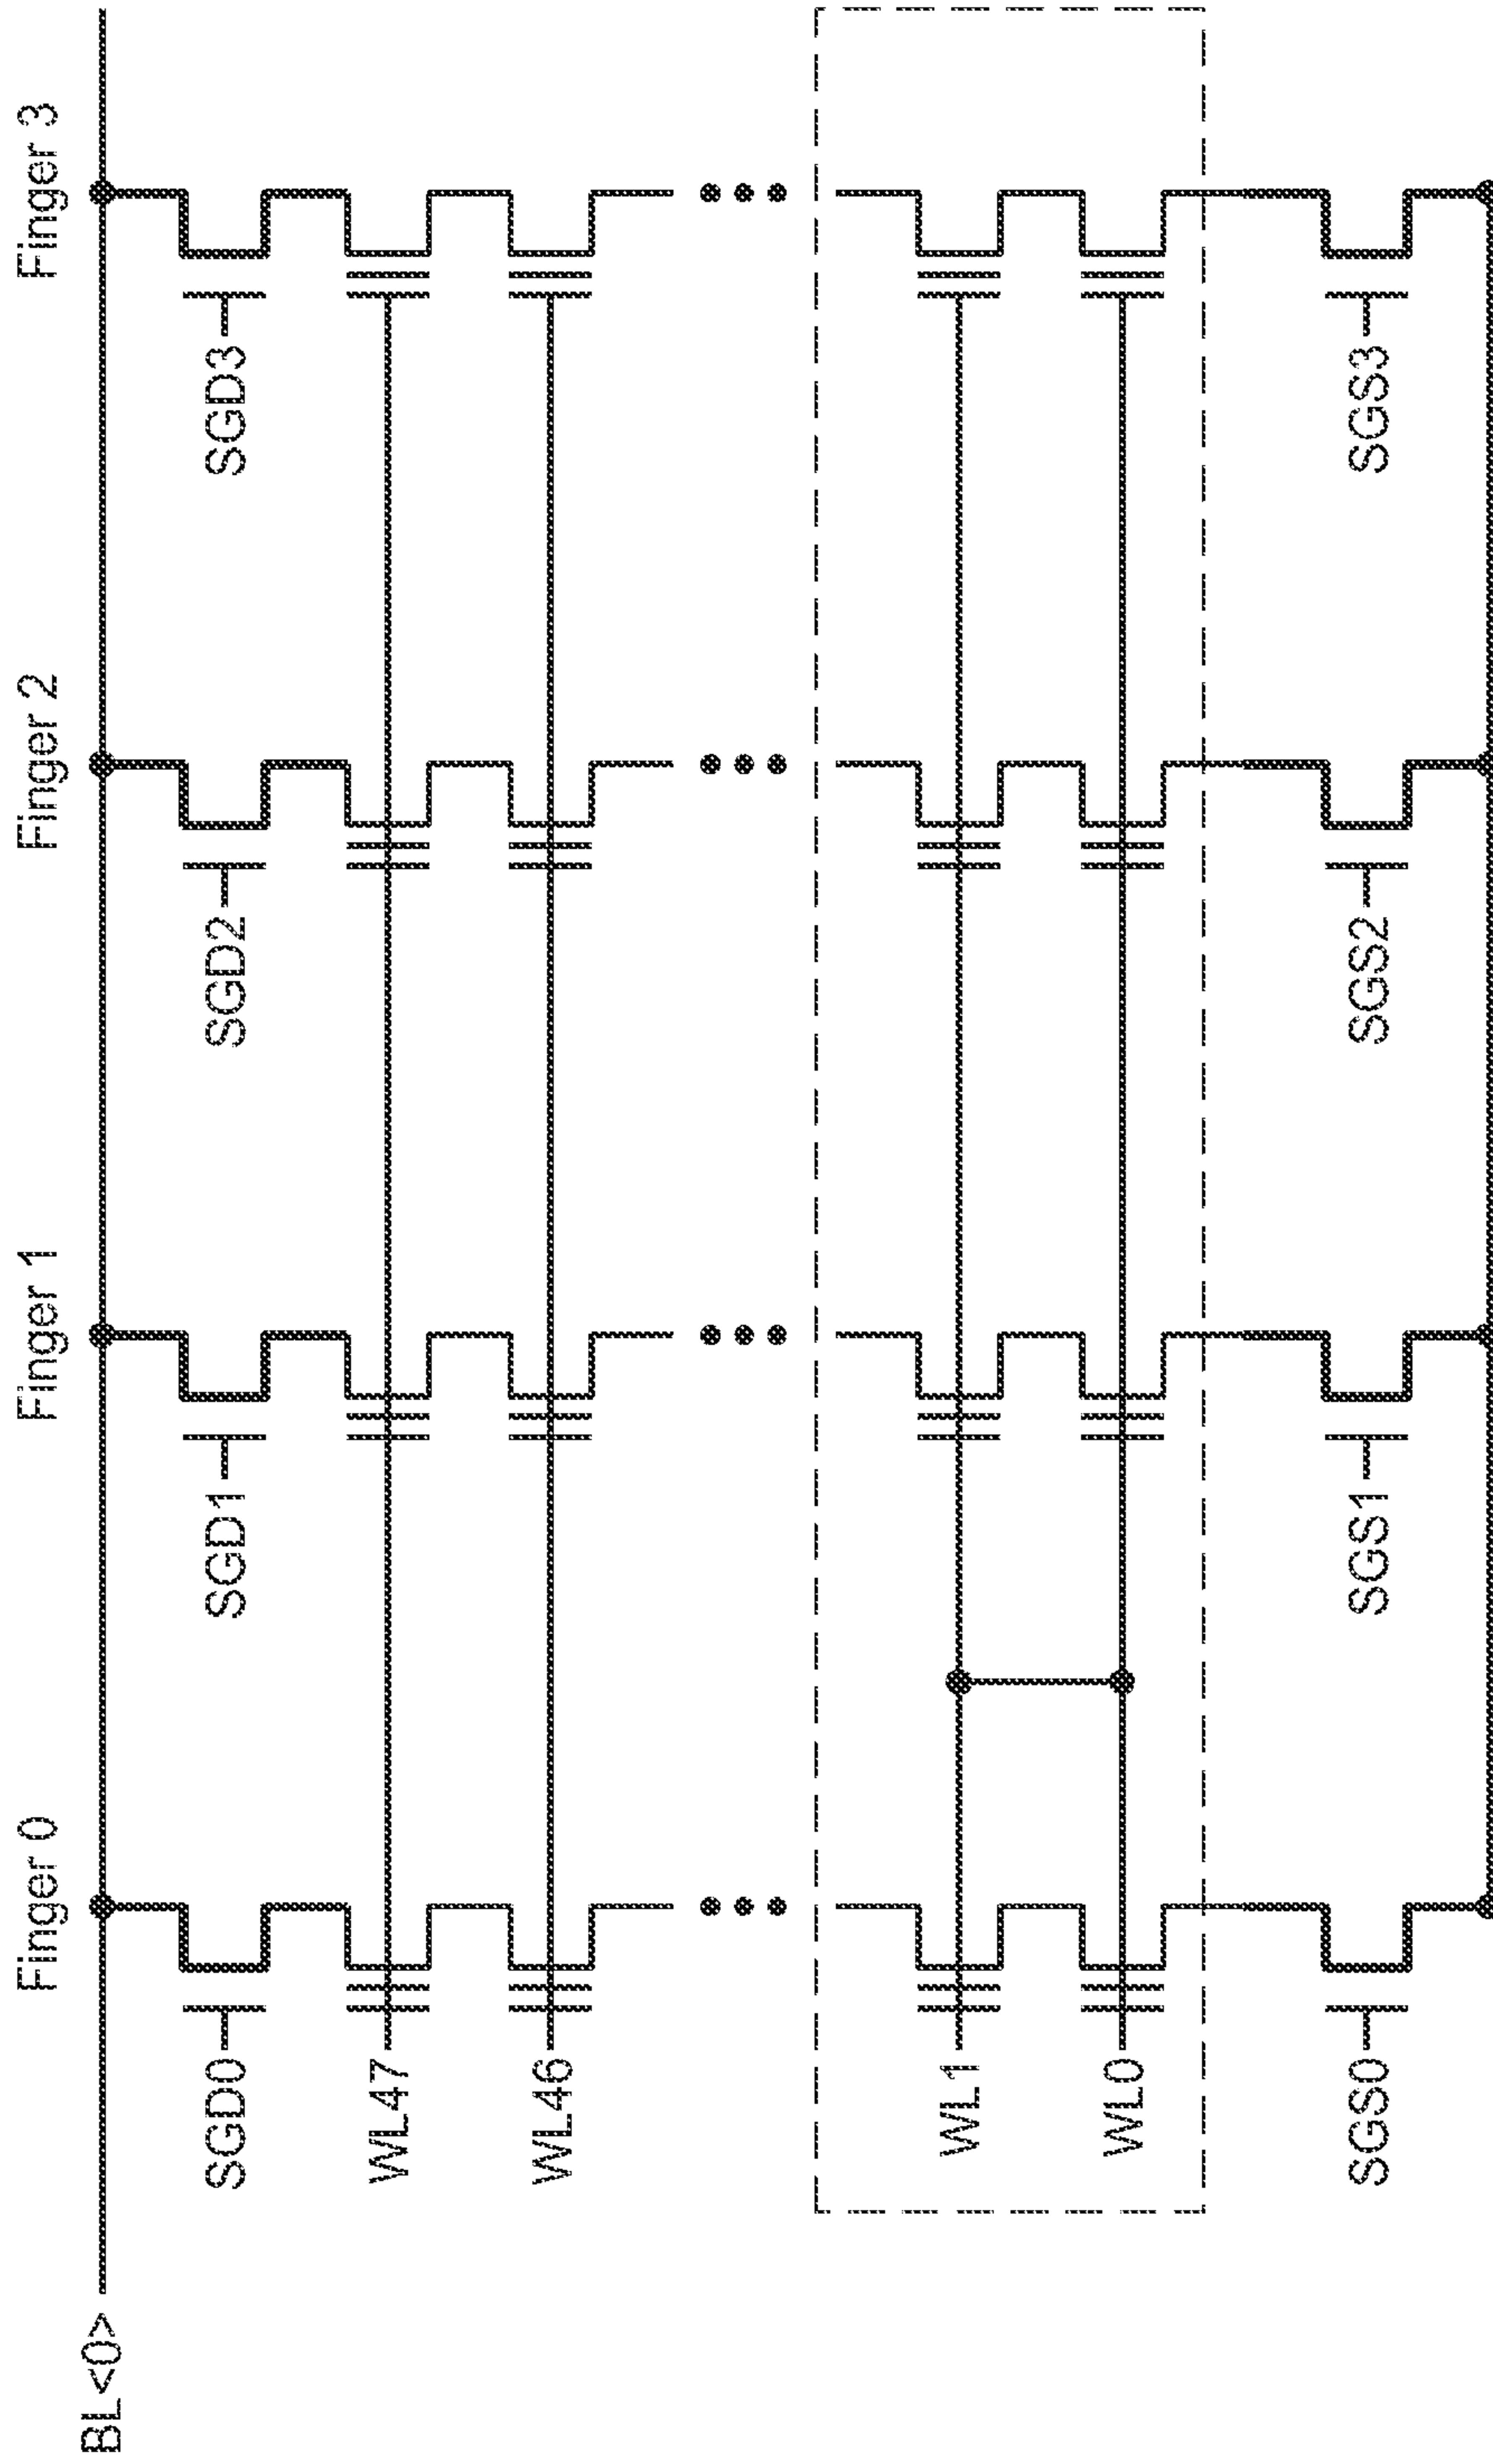 Finger 0
Finger 1
Finger 2
Finger 3
BL<0>
SGD0
SGD1
SGD2
SGD3
WL47
WL46
WL1
WL0
SGS0
SGS1
SGS2
SGS3